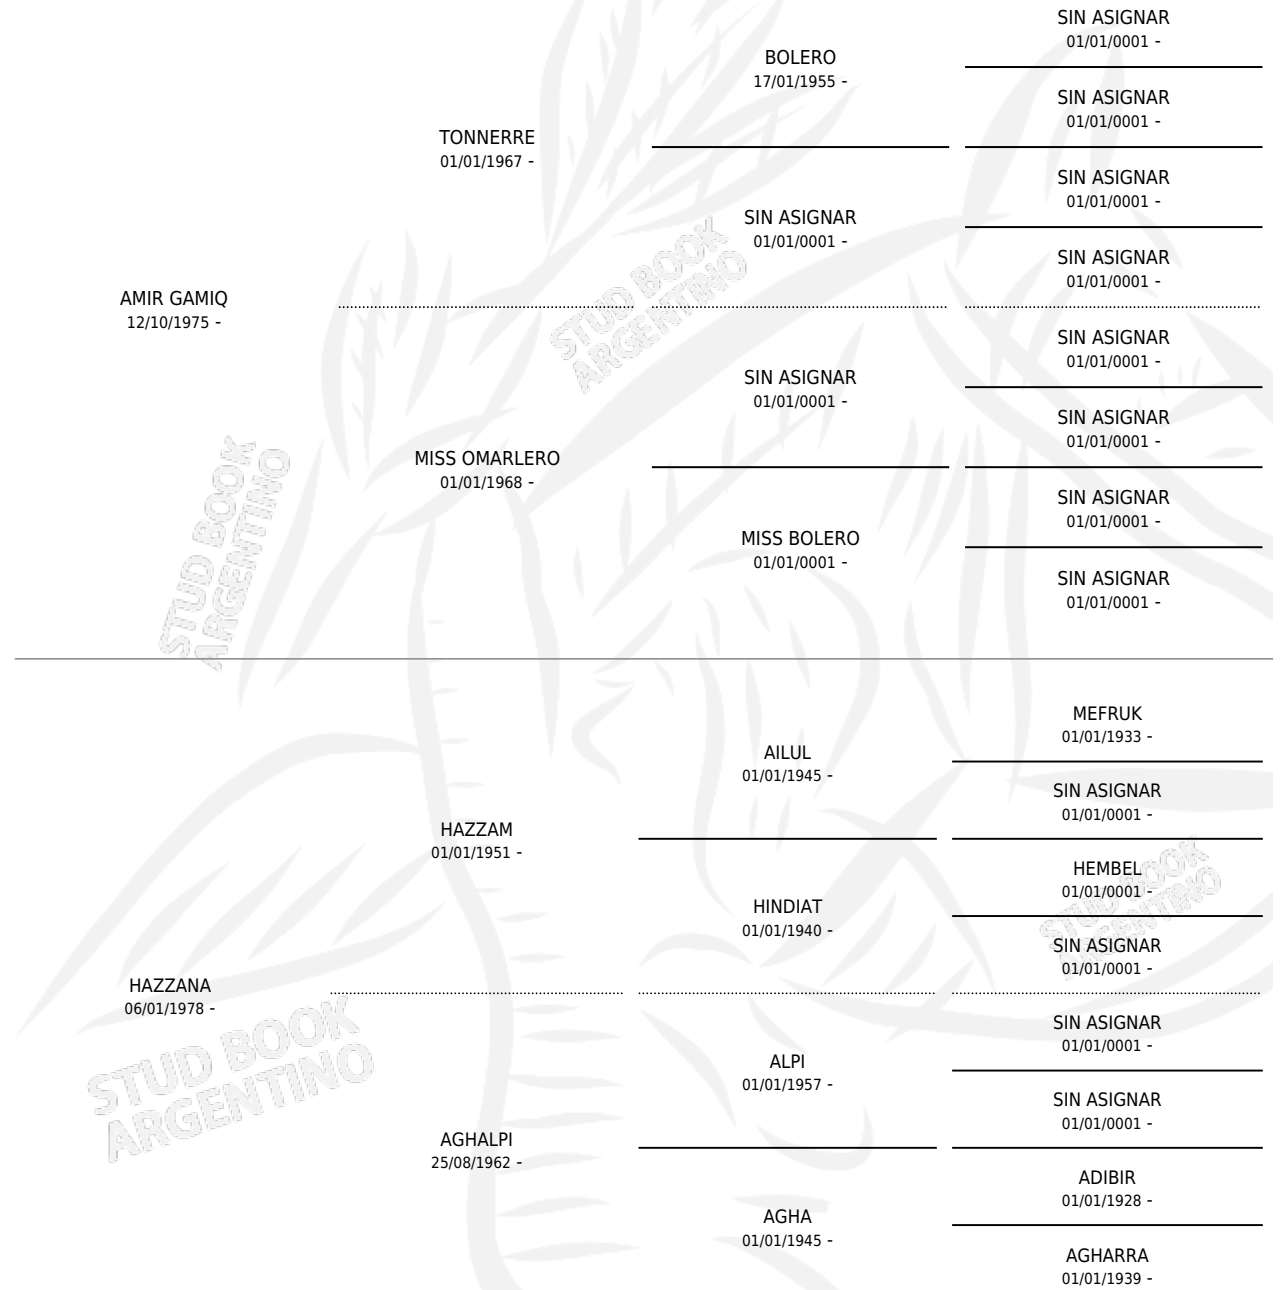 SIN ASIGNAR
01/01/0001 -
BOLERO
17/01/1955 -
SIN ASIGNAR
01/01/0001 -
TONNERRE
01/01/1967 -
SIN ASIGNAR
01/01/0001 -
SIN ASIGNAR
01/01/0001 -
SIN ASIGNAR
01/01/0001 -
AMIR GAMIQ
12/10/1975 -
SIN ASIGNAR
01/01/0001 -
SIN ASIGNAR
01/01/0001 -
SIN ASIGNAR
01/01/0001 -
MISS OMARLERO
01/01/1968 -
SIN ASIGNAR
01/01/0001 -
MISS BOLERO
01/01/0001 -
SIN ASIGNAR
01/01/0001 -
STUD BOOK
ARGENTINO
STUD BOOK
ARGENTINO
MEFRUK
01/01/1933 -
AILUL
01/01/1945 -
SIN ASIGNAR
01/01/0001 -
HAZZAM
01/01/1951 -
HEMBEL
01/01/0001 -
HINDIAT
01/01/1940 -
SIN ASIGNAR
01/01/0001 -
HAZZANA
06/01/1978 -
SIN ASIGNAR
01/01/0001 -
ALPI
01/01/1957 -
SIN ASIGNAR
01/01/0001 -
AGHALPI
25/08/1962 -
ADIBIR
01/01/1928 -
AGHA
01/01/1945 -
AGHARRA
01/01/1939 -
STUD BOOK
ARGENTINO
STUD BOOK
ARGENTINO